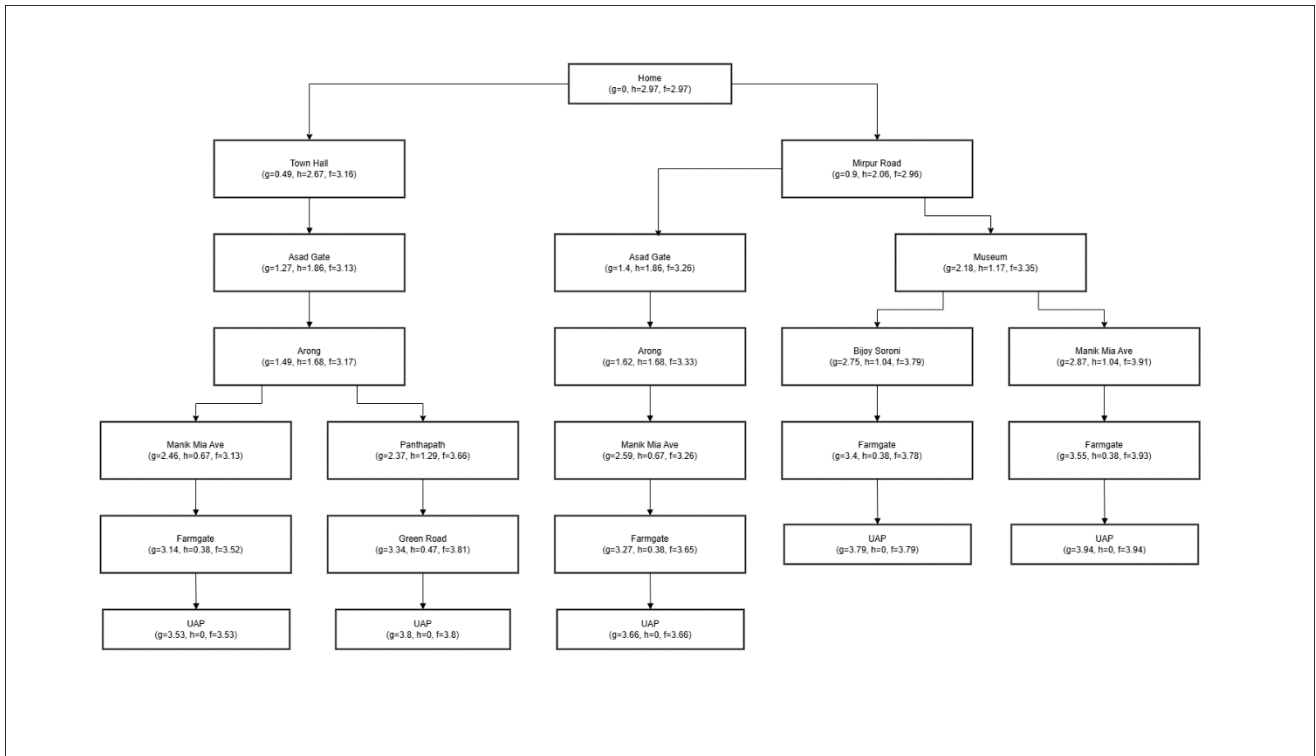 Home
(g=0, h=2.97, f=2.97)
Town Hall
(g=0.49, h=2.67, f=3.16)
Mirpur Road
(g=0.9, h=2.06, f=2.96)
Asad Gate
(g=1.27, h=1.86, f=3.13)
Asad Gate
(g=1.4, h=1.86, f=3.26)
Museum
(g=2.18, h=1.17, f=3.35)
Arong
(g=1.49, h=1.68, f=3.17)
Arong
(g=1.62, h=1.68, f=3.33)
Bijoy Soroni
(g=2.75, h=1.04, f=3.79)
Manik Mia Ave
(g=2.87, h=1.04, f=3.91)
Manik Mia Ave
(g=2.46, h=0.67, f=3.13)
Panthapath
(g=2.37, h=1.29, f=3.66)
Manik Mia Ave
(g=2.59, h=0.67, f=3.26)
Farmgate
(g=3.4, h=0.38, f=3.78)
Farmgate
(g=3.55, h=0.38, f=3.93)
Farmgate
(g=3.14, h=0.38, f=3.52)
Green Road
(g=3.34, h=0.47, f=3.81)
Farmgate
(g=3.27, h=0.38, f=3.65)
UAP
(g=3.79, h=0, f=3.79)
UAP
(g=3.94, h=0, f=3.94)
UAP
(g=3.53, h=0, f=3.53)
UAP
(g=3.8, h=0, f=3.8)
UAP
(g=3.66, h=0, f=3.66)